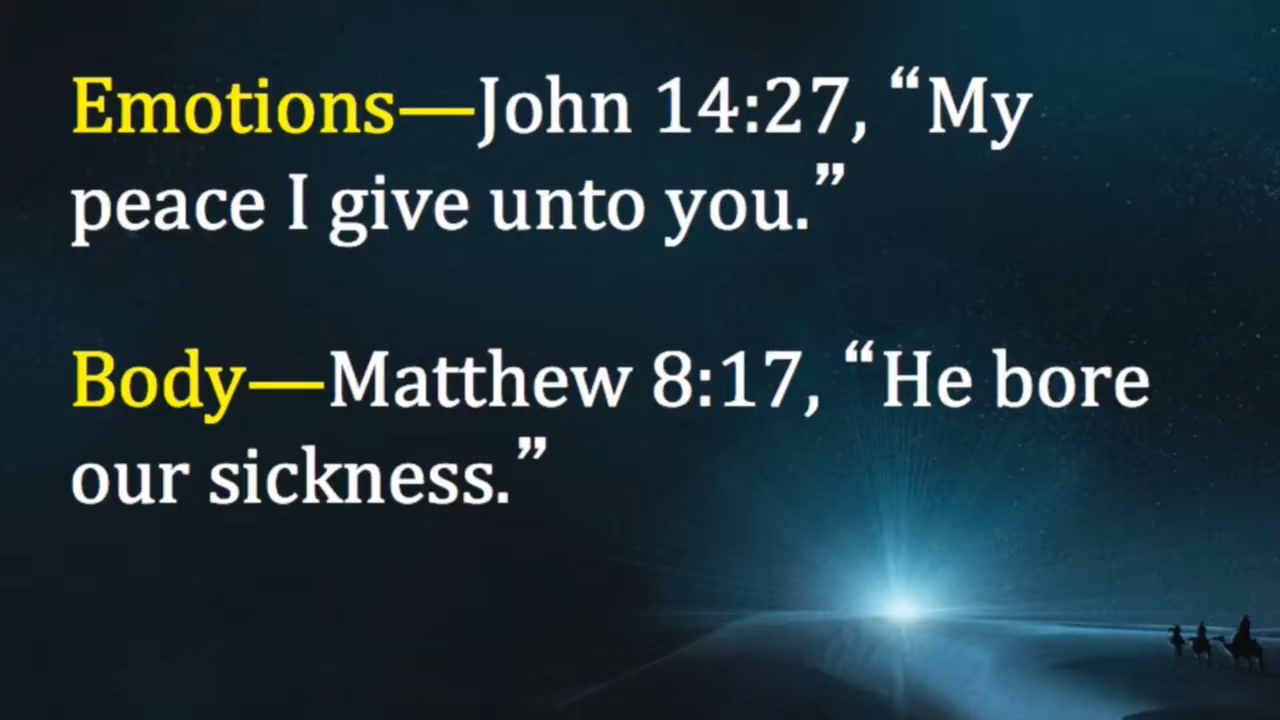 Emotions—John 14:27, “My
peace I give unto you.”
Body—Matthew 8:17, “He bore
our sickness.”